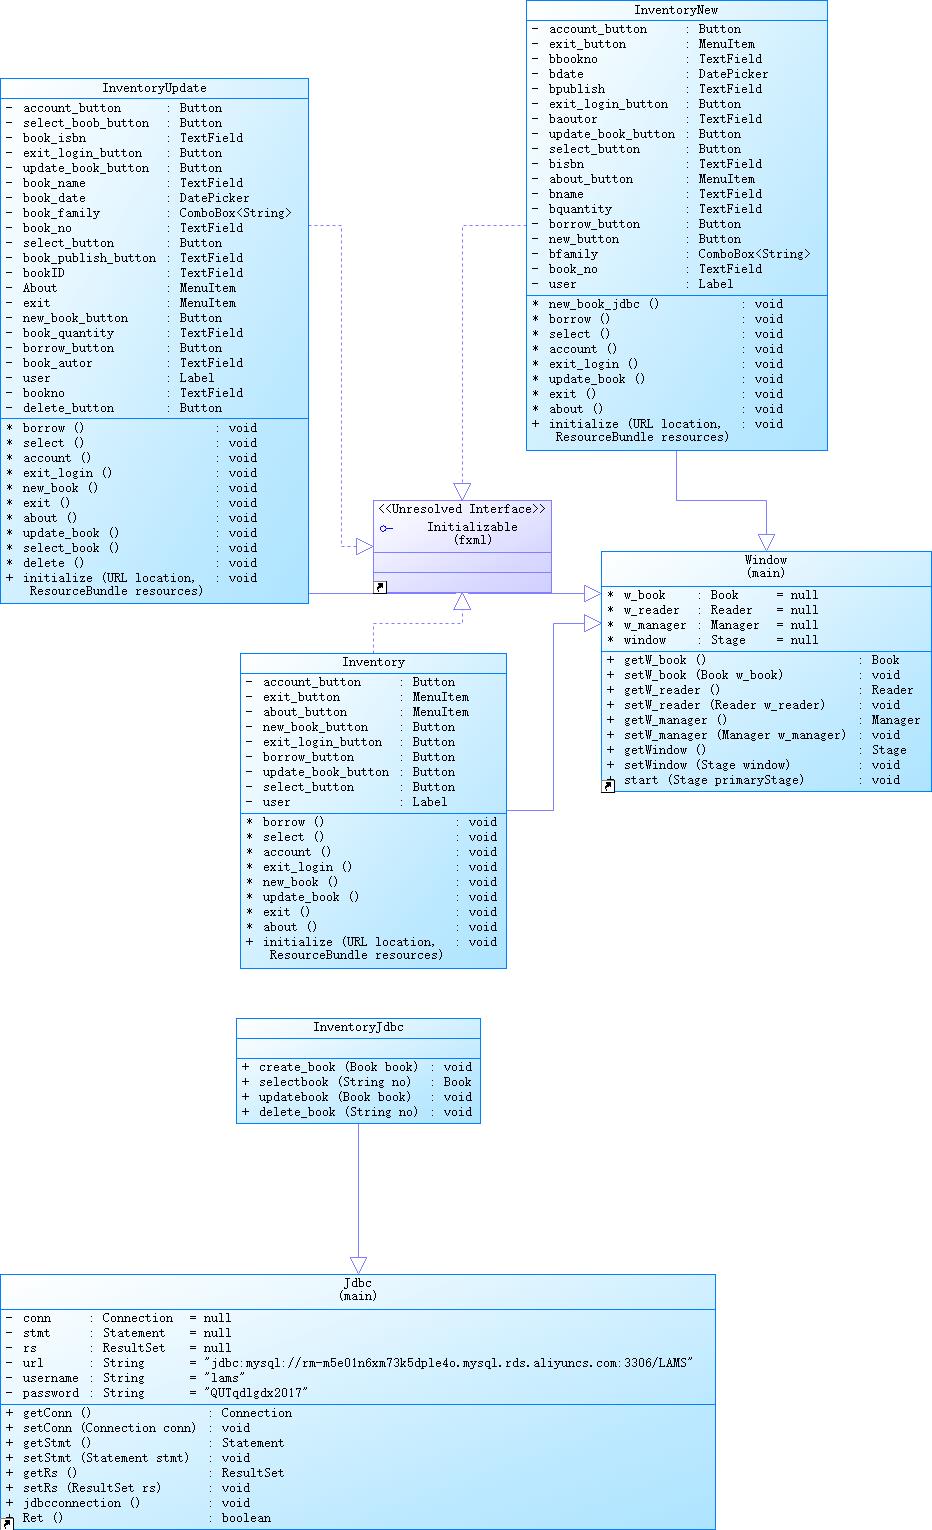 InventoryNew
- account_button : Button
- exit_button : MenuItem
- bbookno : TextField
- bdate : DatePicker
- bpublish : TextField
- exit_login_button : Button
- baoutor : TextField
- update_book_button : Button
- select_button : Button
- bisbn : TextField
- about_button : MenuItem
- bname : TextField
- bquantity : TextField
- borrow_button : Button
- new_button : Button
- bfamily : ComboBox<String>
- book_no : TextField
- user : Label
* new_book_jdbc () : void
* borrow () : void
* select () : void
* account () : void
* exit_login () : void
* update_book () : void
* exit () : void
* about () : void
+ initialize (URL location, : void
ResourceBundle resources)
InventoryUpdate
- account_button : Button
- select_boob_button : Button
- book_isbn : TextField
- exit_login_button : Button
- update_book_button : Button
- book_name : TextField
- book_date : DatePicker
- book_family : ComboBox<String>
- book_no : TextField
- select_button : Button
- book_publish_button : TextField
- bookID : TextField
- About : MenuItem
- exit : MenuItem
- new_book_button : Button
- book_quantity : TextField
- borrow_button : Button
- book_autor : TextField
- user : Label
- bookno : TextField
- delete_button : Button
* borrow () : void
* select () : void
* account () : void
* exit_login () : void
* new_book () : void
* exit () : void
* about () : void
* update_book () : void
* select_book () : void
* delete () : void
+ initialize (URL location, : void
ResourceBundle resources)
<<Unresolved Interface>>
Initializable
(fxml)
Window
(main)
* w_book : Book = null
* w_reader : Reader = null
* w_manager : Manager = null
* window : Stage = null
+ getW_book () : Book
+ setW_book (Book w_book) : void
+ getW_reader () : Reader
+ setW_reader (Reader w_reader) : void
+ getW_manager () : Manager
+ setW_manager (Manager w_manager) : void
+ getWindow () : Stage
+ setWindow (Stage window) : void
+ start (Stage primaryStage) : void
Inventory
- account_button : Button
- exit_button : MenuItem
- about_button : MenuItem
- new_book_button : Button
- exit_login_button : Button
- borrow_button : Button
- update_book_button : Button
- select_button : Button
- user : Label
* borrow () : void
* select () : void
* account () : void
* exit_login () : void
* new_book () : void
* update_book () : void
* exit () : void
* about () : void
+ initialize (URL location, : void
ResourceBundle resources)
InventoryJdbc
+ create_book (Book book) : void
+ selectbook (String no) : Book
+ updatebook (Book book) : void
+ delete_book (String no) : void
Jdbc
(main)
- conn : Connection = null
- stmt : Statement = null
- rs : ResultSet = null
- url : String = "jdbc:mysql://rm-m5e01n6xm73k5dple4o.mysql.rds.aliyuncs.com:3306/LAMS"
- username : String = "lams"
- password : String = "QUTqdlgdx2017"
+ getConn () : Connection
+ setConn (Connection conn) : void
+ getStmt () : Statement
+ setStmt (Statement stmt) : void
+ getRs () : ResultSet
+ setRs (ResultSet rs) : void
+ jdbcconnection () : void
+ Ret () : boolean